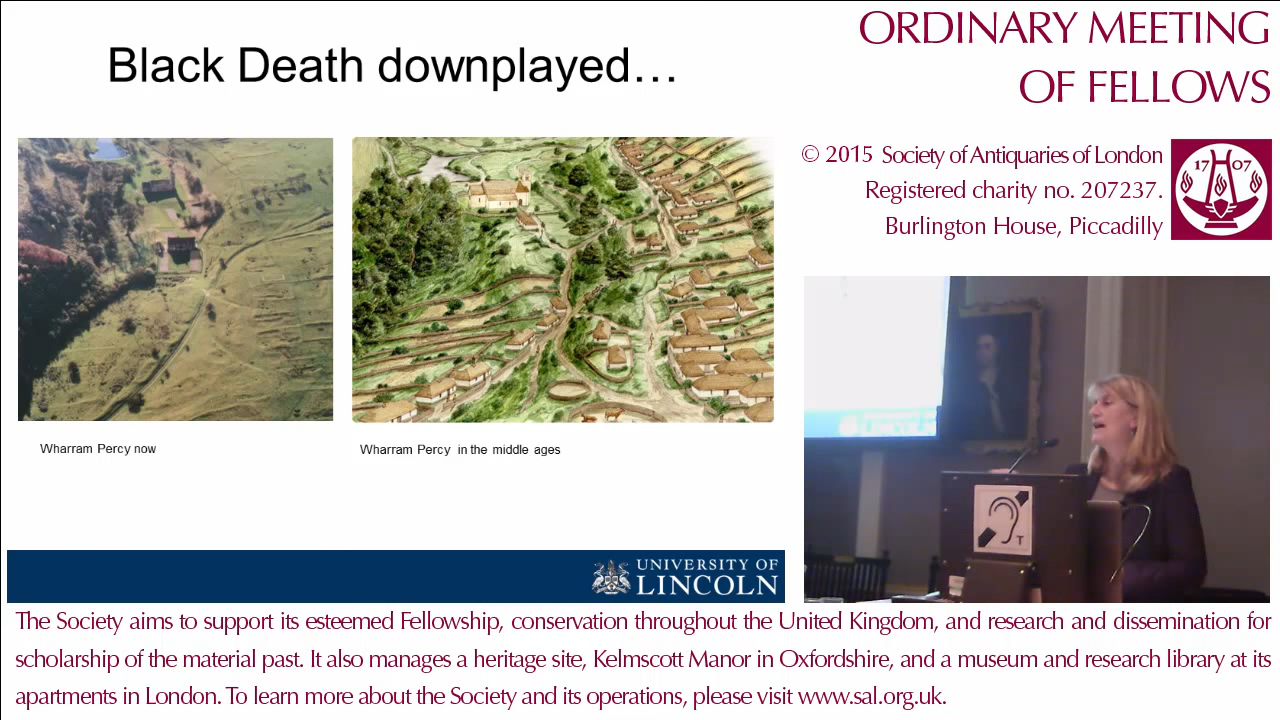 Black Death downplayed...
Wharram Percy now
Wharram Percy in the middle ages
UNIVERSITY OF
LINCOLN
ORDINARY MEETING
OF FELLOWS
© 2015 Society of Antiquaries of London
Registered charity no. 207237.
Burlington House, Piccadilly
17 07
T
The Society aims to support its esteemed Fellowship, conservation throughout the United Kingdom, and research and dissemination for
scholarship of the material past. It also manages a heritage site, Kelmscott Manor in Oxfordshire, and a museum and research library at its
apartments in London. To learn more about the Society and its operations, please visit www.sal.org.uk.